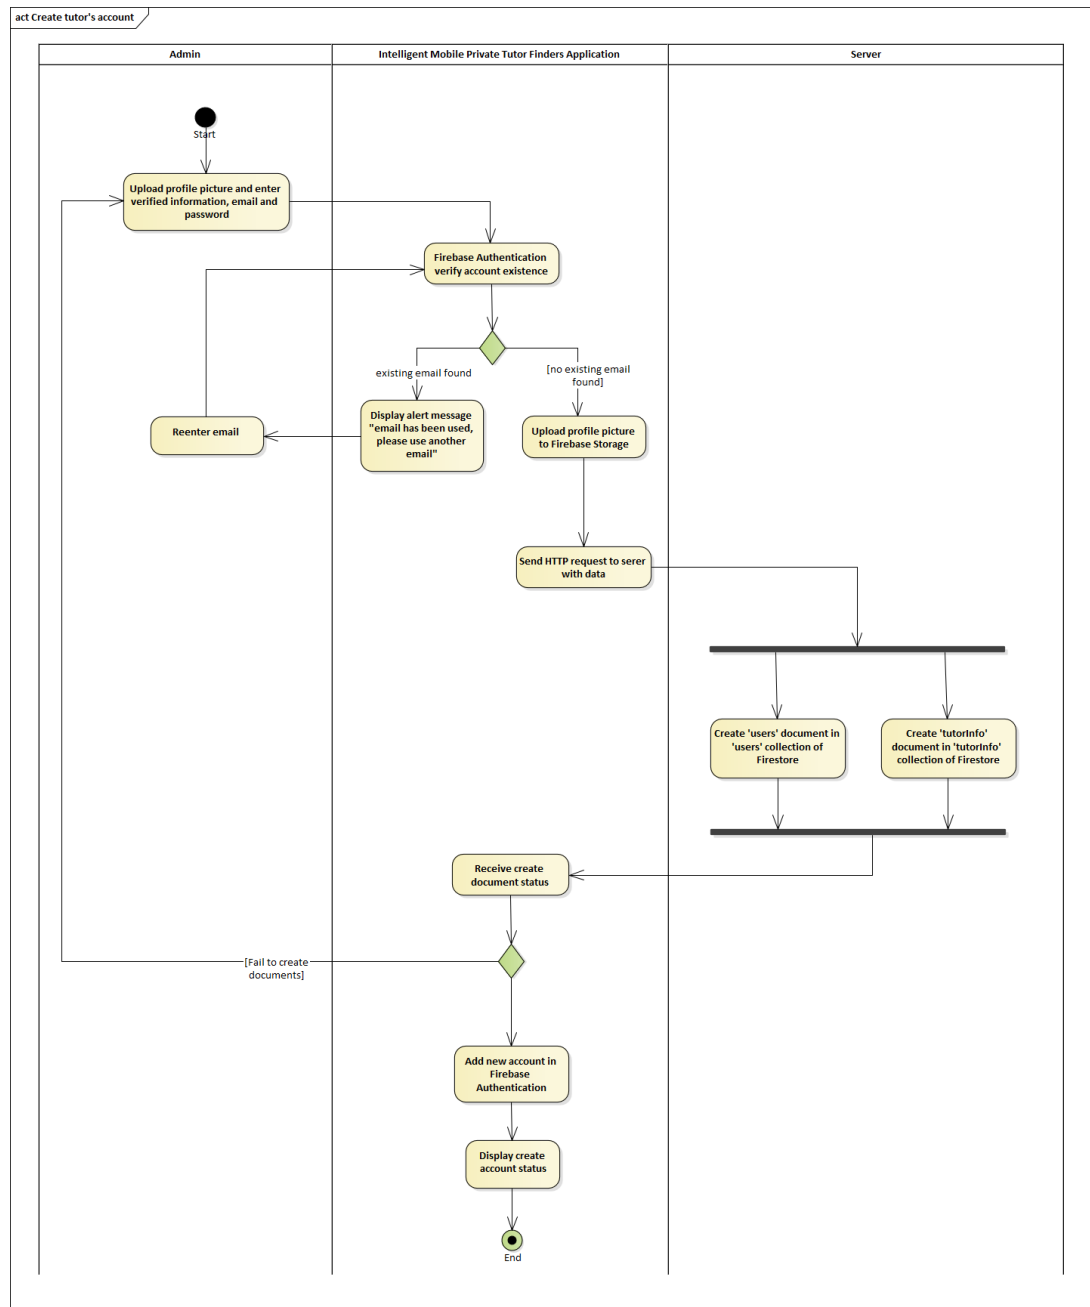 act Create tutor's account
Admin
Intelligent Mobile Private Tutor Finders Application
Server
Start
Upload profile picture and enter
verified information, email and
password
Firebase Authentication
verify account existence
existing email found
[no existing email
found]
Reenter email
Display alert message
"email has been used,
please use another
email"
Upload profile picture
to Firebase Storage
Send HTTP request to serer
with data
Create 'users' document in
'users' collection of
Firestore
Create 'tutorInfo'
document in 'tutorInfo'
collection of Firestore
Receive create
document status
[Fail to create
documents]
Add new account in
Firebase
Authentication
Display create
account status
End